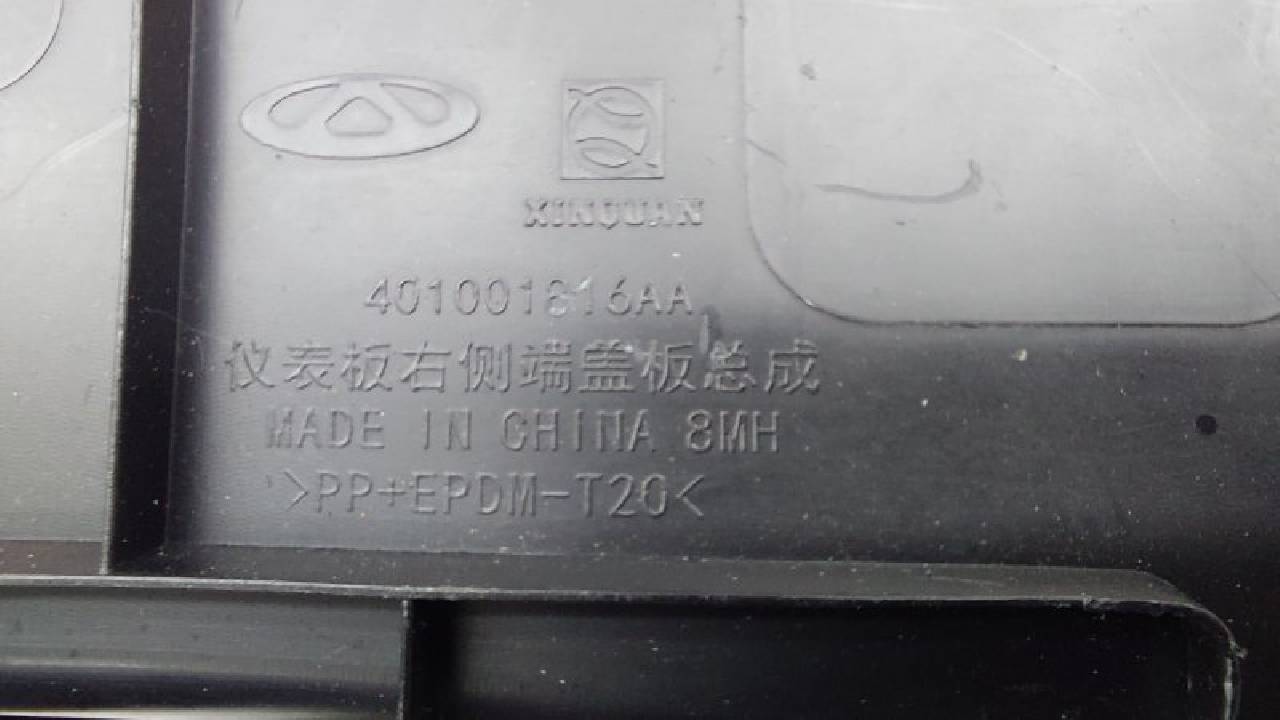 XINQUAN
401001816AA
仪表板右侧端盖板总成
MADE IN CHINA 8MH
>PP+EPDM-T20<